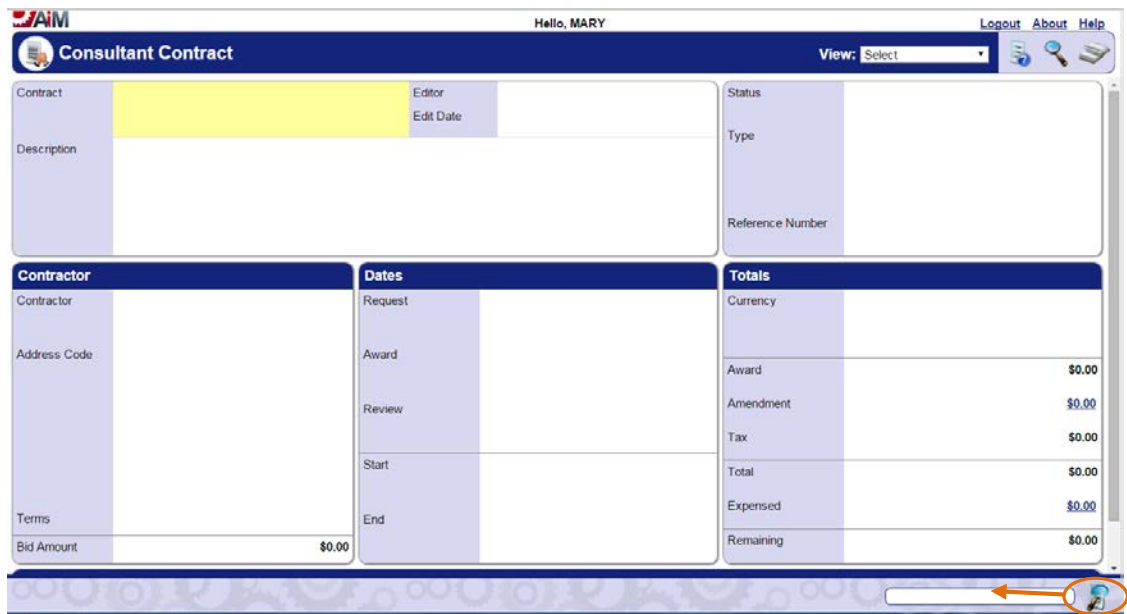 AiM
Hello, MARY
Logout About Help
Consultant Contract
View: Select
Contract
Editor
Edit Date
Description
Status
Type
Reference Number
Contractor
Contractor
Address Code
Terms
Bid Amount $0.00
Dates
Request
Award
Review
Start
End
Totals
Currency
Award $0.00
Amendment $0.00
Tax $0.00
Total $0.00
Expensed $0.00
Remaining $0.00